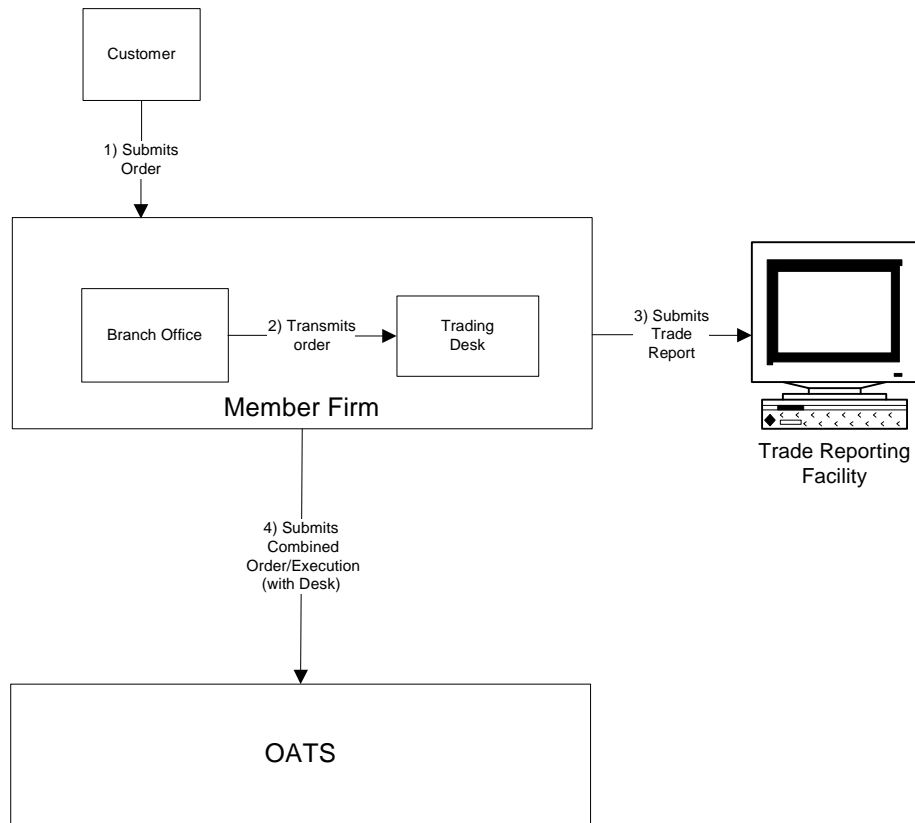 Customer
1) Submits
Order
Branch Office
2) Transmits
order
Trading
Desk
Member Firm
3) Submits
Trade
Report
Trade Reporting
Facility
4) Submits
Combined
Order/Execution
(with Desk)
OATS